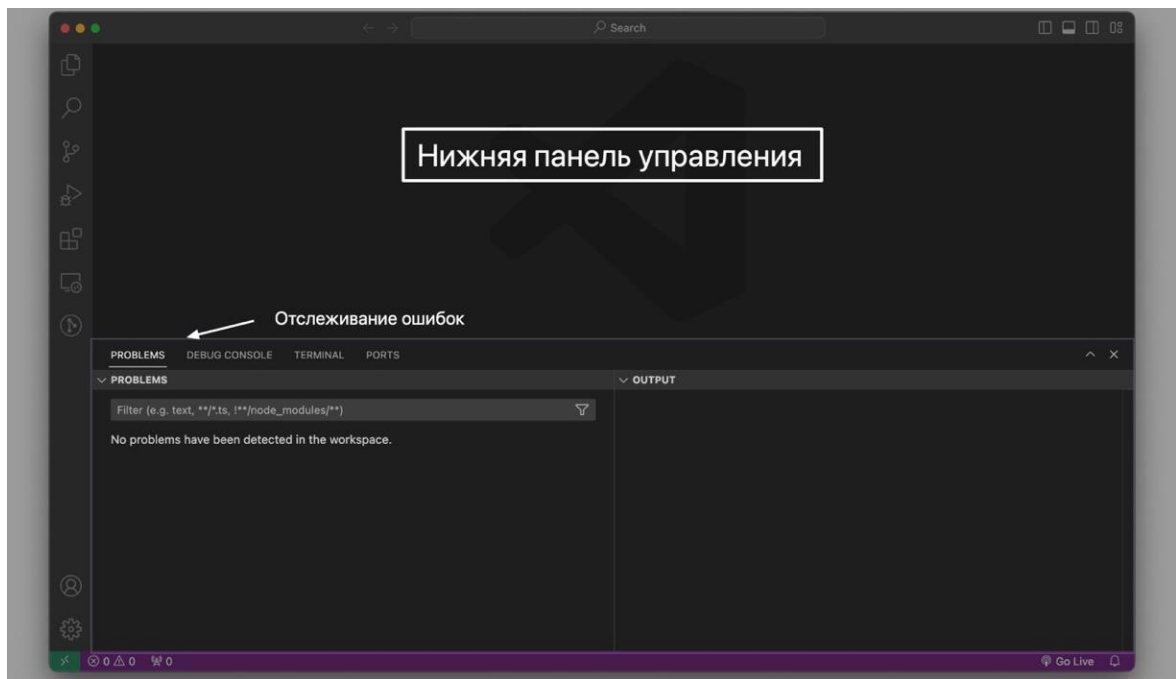 Search
Нижняя панель управления
Отслеживание ошибок
PROBLEMS DEBUG CONSOLE TERMINAL PORTS
PROBLEMS
OUTPUT
Filter (e.g. text, **/*.ts, !**/node_modules/**)
No problems have been detected in the workspace.
0 0 0
Go Live